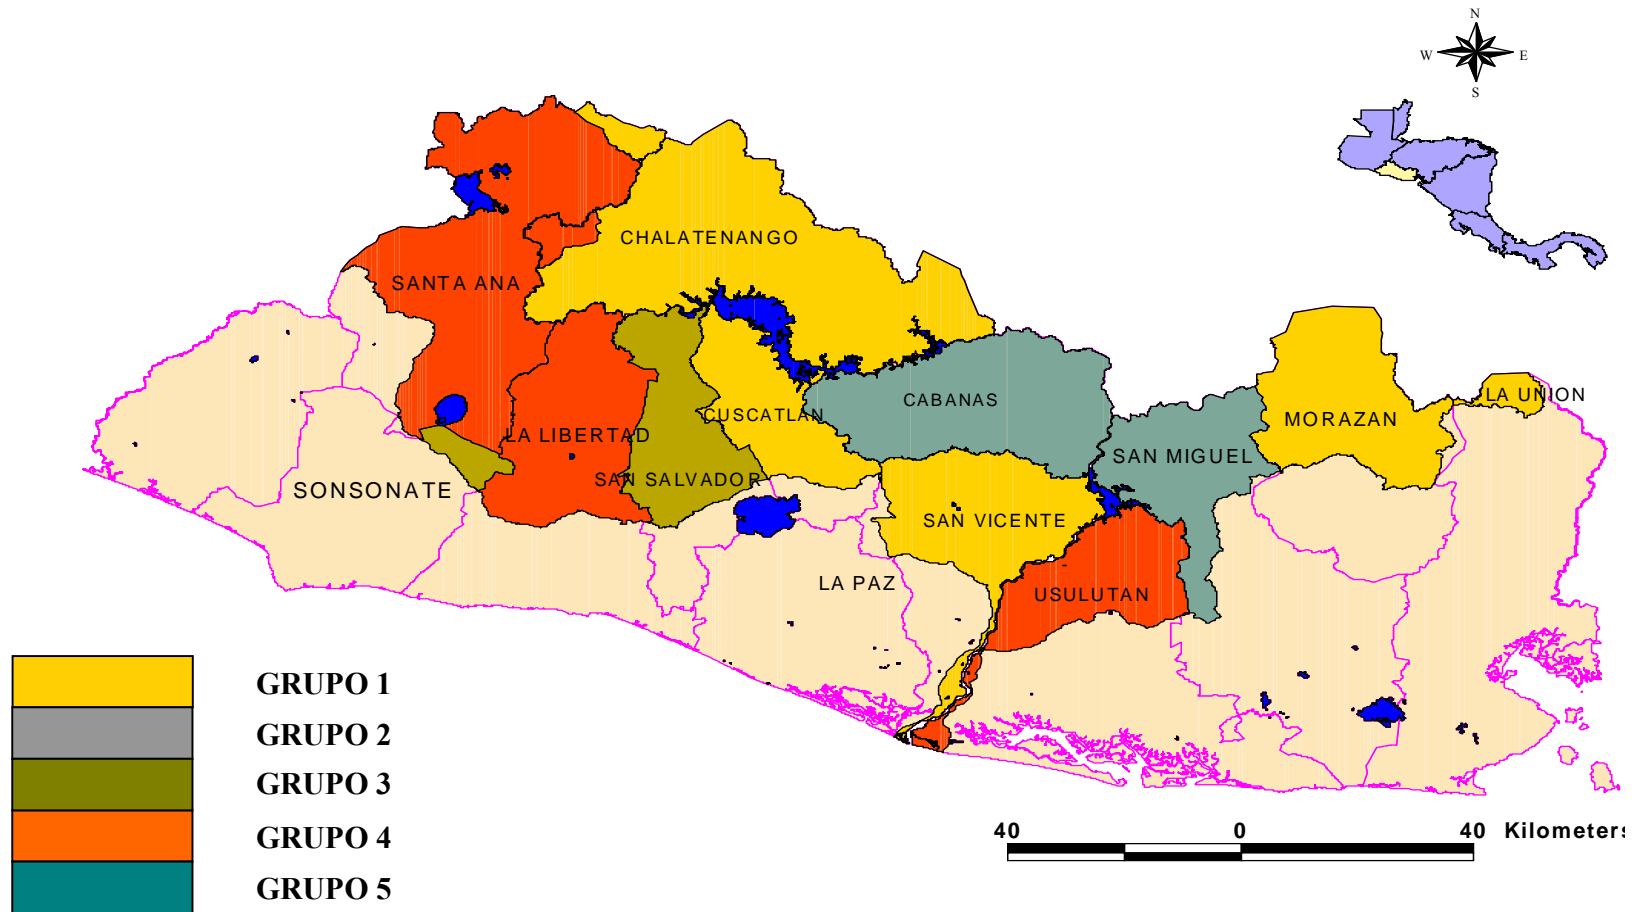 N
W E
S
CHALATENANGO
SANTA ANA
LA UNION
CABANAS
CUSCATLAN
MORAZAN
LA LIBERTAD
SAN MIGUEL
SAN SALVADOR
SONSONATE
SAN VICENTE
LA PAZ
USULUTAN
GRUPO 1
GRUPO 2
GRUPO 3
GRUPO 4
GRUPO 5
40 0 40 Kilometers